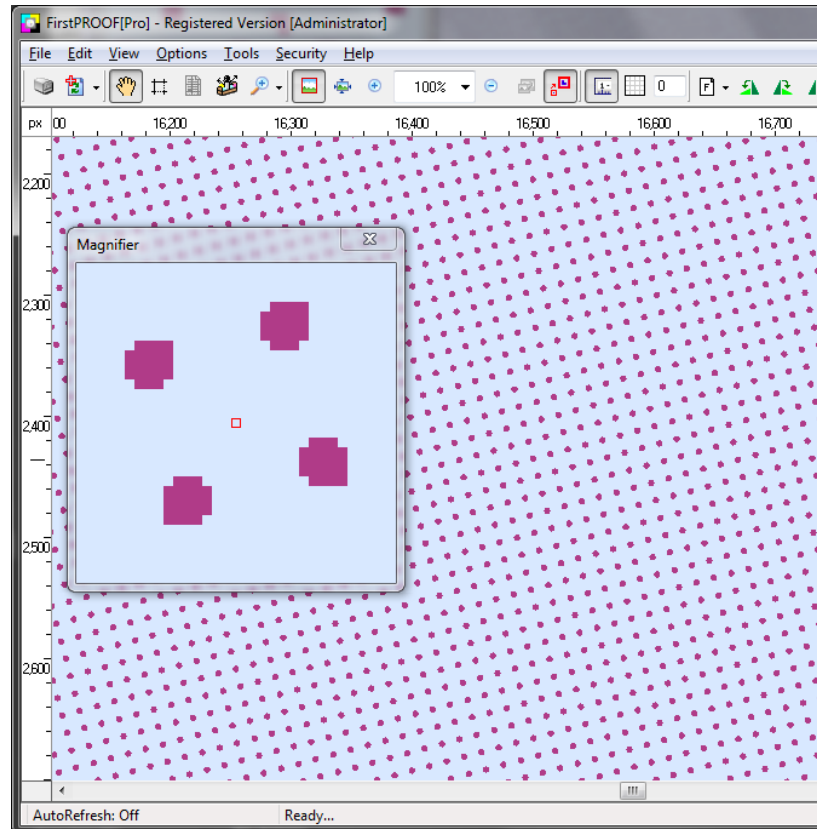 FirstPROOF[Pro] - Registered Version [Administrator]
File Edit View Options Tools Security Help
100% 0 F
px 00 16,200 16,300 16,400 16,500 16,600 16,700
2,200
Magnifier
2,300
2,400
2,500
2,600
AutoRefresh: Off Ready...